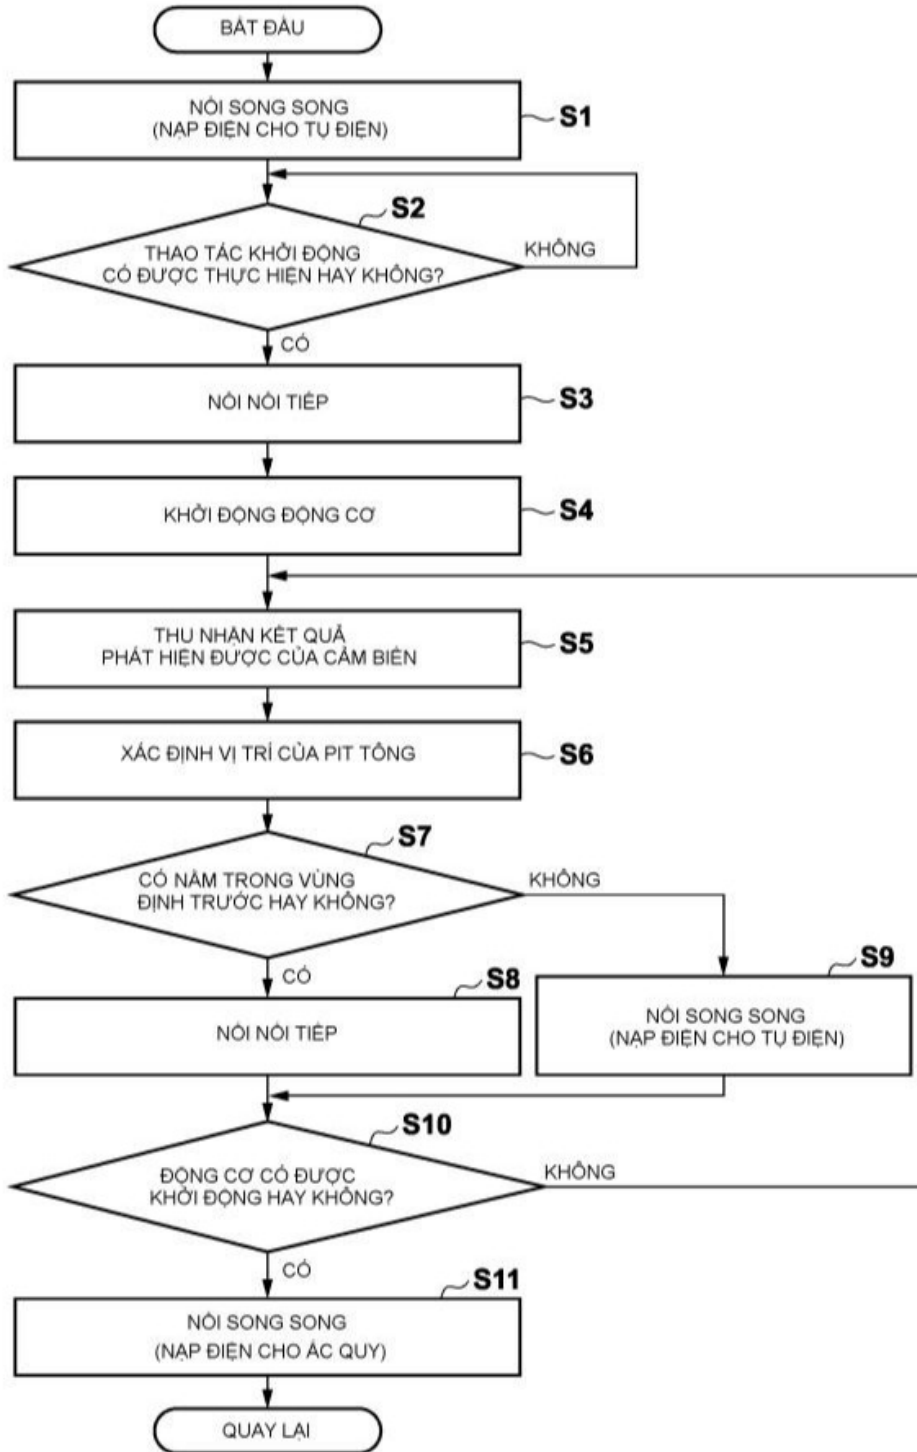 BẮT ĐẦU
NỐI SONG SONG
(NẠP ĐIỆN CHO TỤ ĐIỆN)
S1
S2
THAO TÁC KHỞI ĐỘNG
CÓ ĐƯỢC THỰC HIỆN HAY KHÔNG?
KHÔNG
CÓ
NỐI NỐI TIẾP
S3
KHỞI ĐỘNG ĐỘNG CƠ
S4
THU NHẬN KẾT QUẢ
PHÁT HIỆN ĐƯỢC CỦA CẢM BIẾN
S5
XÁC ĐỊNH VỊ TRÍ CỦA PIT TÔNG
S6
S7
CÓ NẰM TRONG VÙNG
ĐỊNH TRƯỚC HAY KHÔNG?
KHÔNG
CÓ
S8
NỐI NỐI TIẾP
S9
NỐI SONG SONG
(NẠP ĐIỆN CHO TỤ ĐIỆN)
S10
ĐỘNG CƠ CÓ ĐƯỢC
KHỞI ĐỘNG HAY KHÔNG?
KHÔNG
CÓ
S11
NỐI SONG SONG
(NẠP ĐIỆN CHO ẮC QUY)
QUAY LẠI